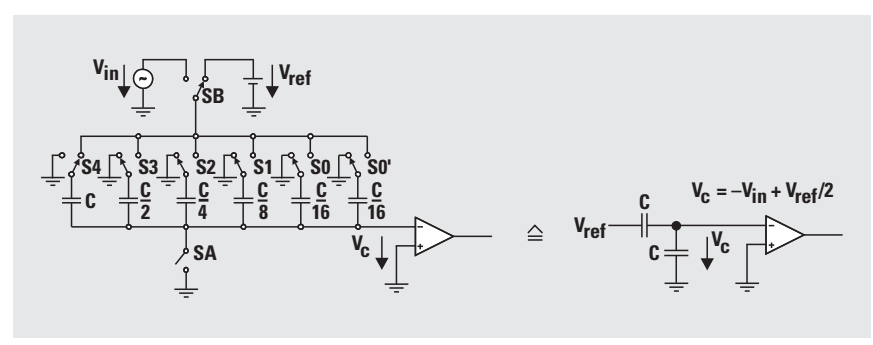 Vin
Vref
SB
S4
S3
S2
S1
S0
S0'
C
C/2
C/4
C/8
C/16
C/16
SA
Vc
−
+
≙
Vref
C
C
Vc
Vc = −Vin + Vref/2
−
+
~